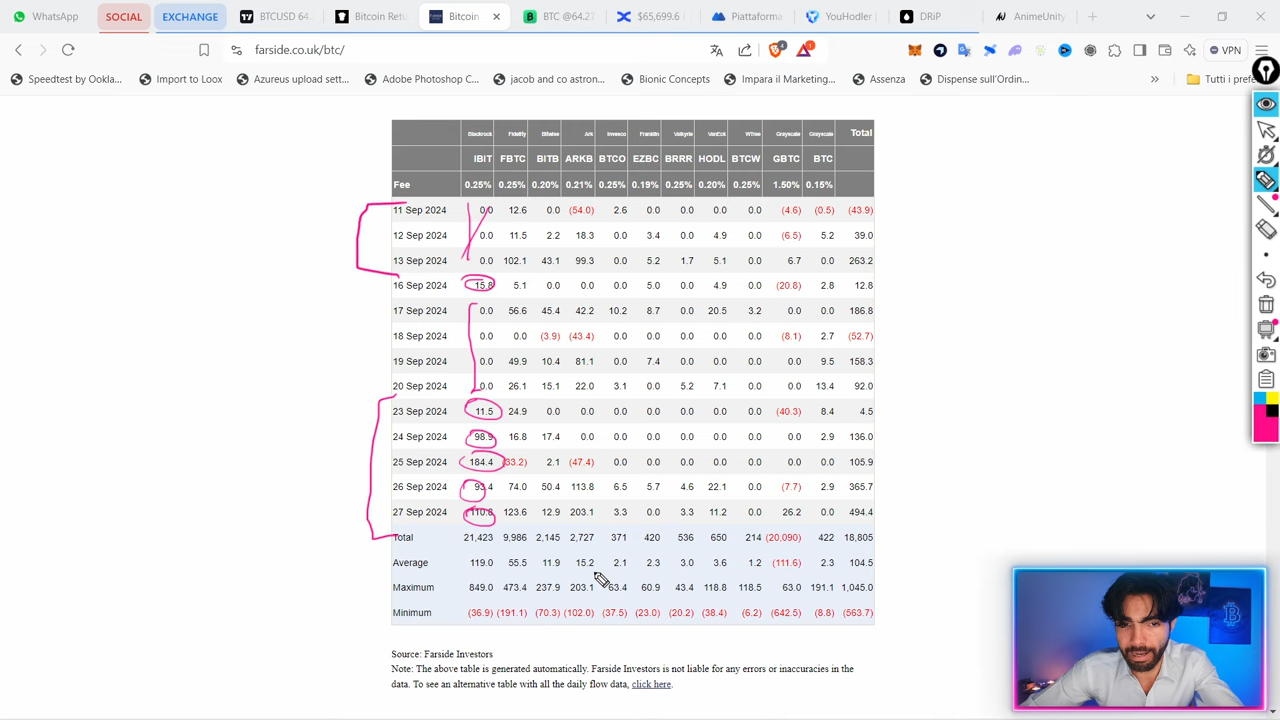 WhatsApp SOCIAL EXCHANGE BTCUSD 64. Bitcoin Retu Bitcoin BTC @64.27 $65,699.6 Piattaforma YouHodler DRiP AnimeUnity
farside.co.uk/btc/ 4 1 VPN
Speedtest by Ookla... Import to Loox Azureus upload sett... Adobe Photoshop C... jacob and co astron... Bionic Concepts Impara il Marketing... Assenza Dispense sull'Ordin... » Tutti i prefe
Blackrock Fidelity Bitwise Ark Invesco Franklin Valkyrie VanEck WTree Grayscale Grayscale Total
IBIT FBTC BITB ARKB BTCO EZBC BRRR HODL BTCW GBTC BTC
Fee 0.25% 0.25% 0.20% 0.21% 0.25% 0.19% 0.25% 0.20% 0.25% 1.50% 0.15%
11 Sep 2024 0.0 12.6 0.0 (54.0) 2.6 0.0 0.0 0.0 0.0 (4.6) (0.5) (43.9)
12 Sep 2024 0.0 11.5 2.2 18.3 0.0 3.4 0.0 4.9 0.0 (6.5) 5.2 39.0
13 Sep 2024 0.0 102.1 43.1 99.3 0.0 5.2 1.7 5.1 0.0 6.7 0.0 263.2
16 Sep 2024 15.8 5.1 0.0 0.0 0.0 5.0 0.0 4.9 0.0 (20.8) 2.8 12.8
17 Sep 2024 0.0 56.6 45.4 42.2 10.2 8.7 0.0 20.5 3.2 0.0 0.0 186.8
18 Sep 2024 0.0 0.0 (3.9) (43.4) 0.0 0.0 0.0 0.0 0.0 (8.1) 2.7 (52.7)
19 Sep 2024 0.0 49.9 10.4 81.1 0.0 7.4 0.0 0.0 0.0 0.0 9.5 158.3
20 Sep 2024 0.0 26.1 15.1 22.0 3.1 0.0 5.2 7.1 0.0 0.0 13.4 92.0
23 Sep 2024 11.5 24.9 0.0 0.0 0.0 0.0 0.0 0.0 0.0 (40.3) 8.4 4.5
24 Sep 2024 98.9 16.8 17.4 0.0 0.0 0.0 0.0 0.0 0.0 0.0 2.9 136.0
25 Sep 2024 184.4 (33.2) 2.1 (47.4) 0.0 0.0 0.0 0.0 0.0 0.0 0.0 105.9
26 Sep 2024 93.4 74.0 50.4 113.8 6.5 5.7 4.6 22.1 0.0 (7.7) 2.9 365.7
27 Sep 2024 110.8 123.6 12.9 203.1 3.3 0.0 3.3 11.2 0.0 26.2 0.0 494.4
Total 21,423 9,986 2,145 2,727 371 420 536 650 214 (20,090) 422 18,805
Average 119.0 55.5 11.9 15.2 2.1 2.3 3.0 3.6 1.2 (111.6) 2.3 104.5
Maximum 849.0 473.4 237.9 203.1 63.4 60.9 43.4 118.8 118.5 63.0 191.1 1,045.0
Minimum (36.9) (191.1) (70.3) (102.0) (37.5) (23.0) (20.2) (38.4) (6.2) (642.5) (8.8) (563.7)
Source: Farside Investors
Note: The above table is generated automatically. Farside Investors is not liable for any errors or inaccuracies in the
data. To see an alternative table with all the daily flow data, click here.